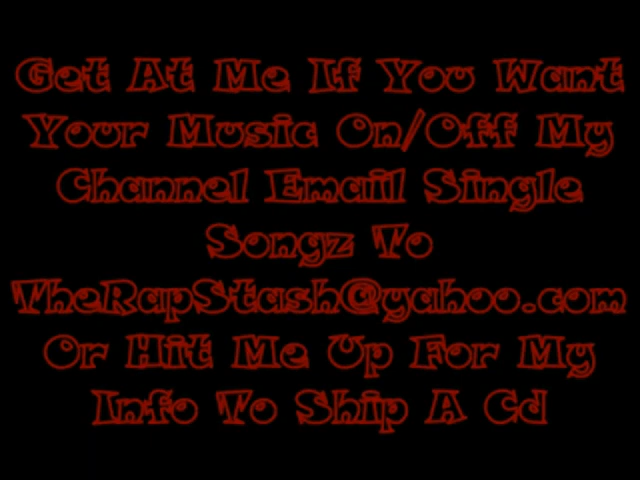 Get At Me If You Want
Your Music On/Off My
Channel Email Single
Songz To
TheRapStash@yahoo.com
Or Hit Me Up For My
Info To Ship A Cd